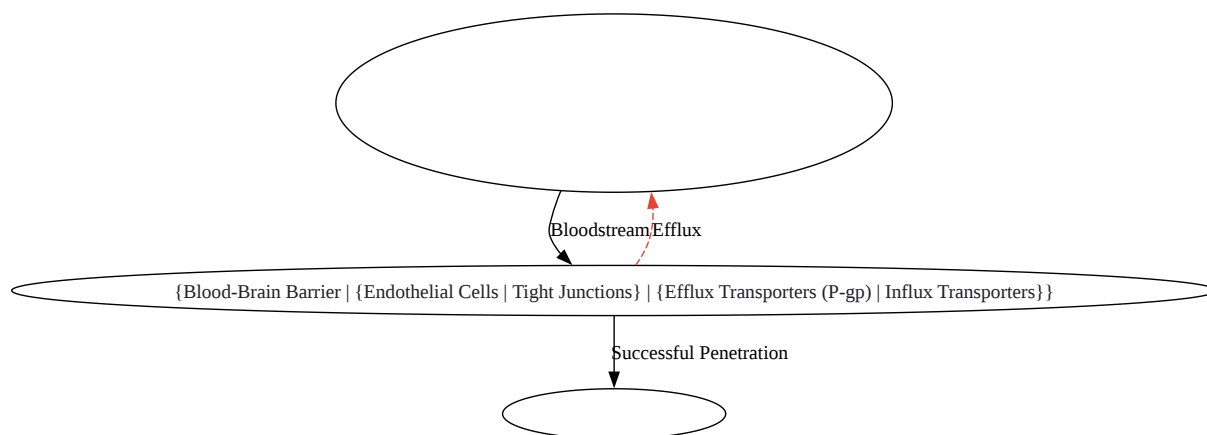 Bloodstream
Efflux
{Blood-Brain Barrier | {Endothelial Cells | Tight Junctions} | {Efflux Transporters (P-gp) | Influx Transporters}}
Successful Penetration